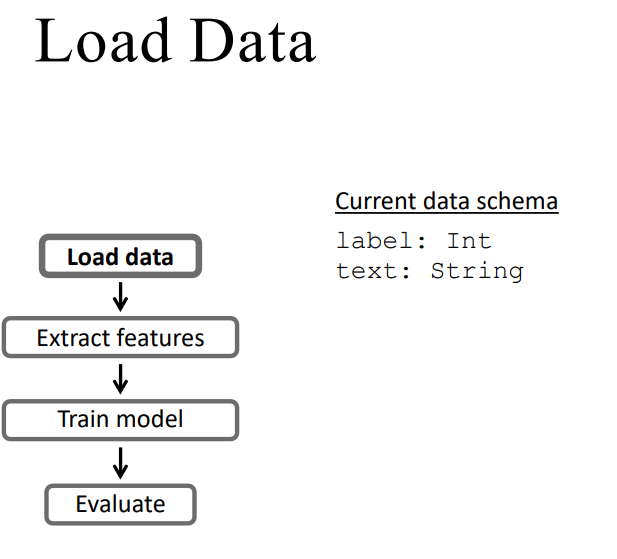 Load Data
Current data schema
label: Int
text: String
Load data
Extract features
Train model
Evaluate